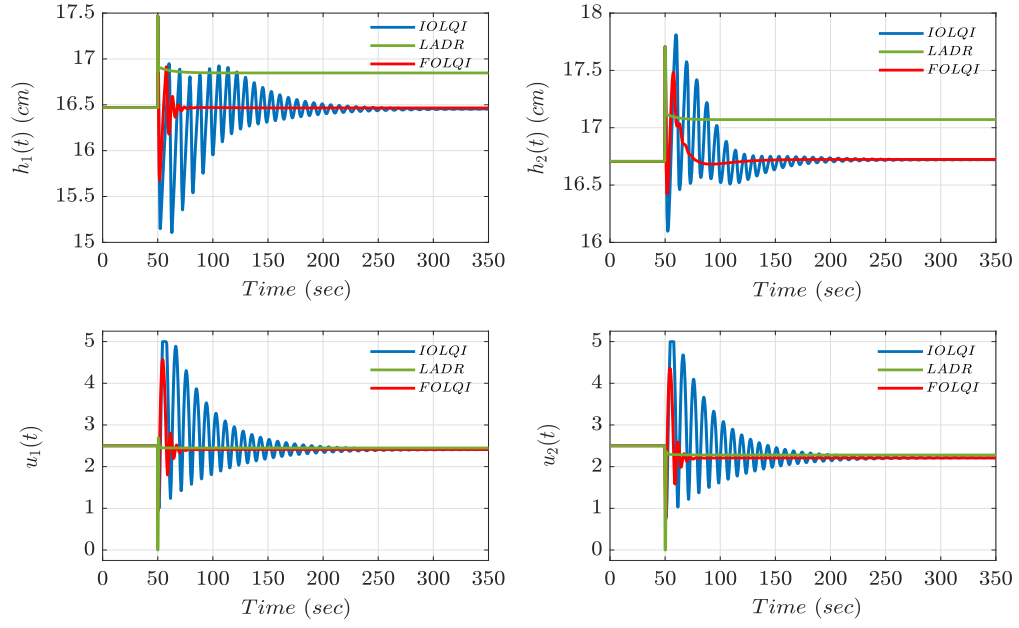 17.5
17
16.5
16
15.5
15
h₁(t) (cm)
IOLQI
LADR
FOLQI
0 50 100 150 200 250 300 350
Time (sec)
18
17.5
17
16.5
16
h₂(t) (cm)
IOLQI
LADR
FOLQI
0 50 100 150 200 250 300 350
Time (sec)
5
4
3
2
1
0
u₁(t)
IOLQI
LADR
FOLQI
0 50 100 150 200 250 300 350
Time (sec)
5
4
3
2
1
0
u₂(t)
IOLQI
LADR
FOLQI
0 50 100 150 200 250 300 350
Time (sec)